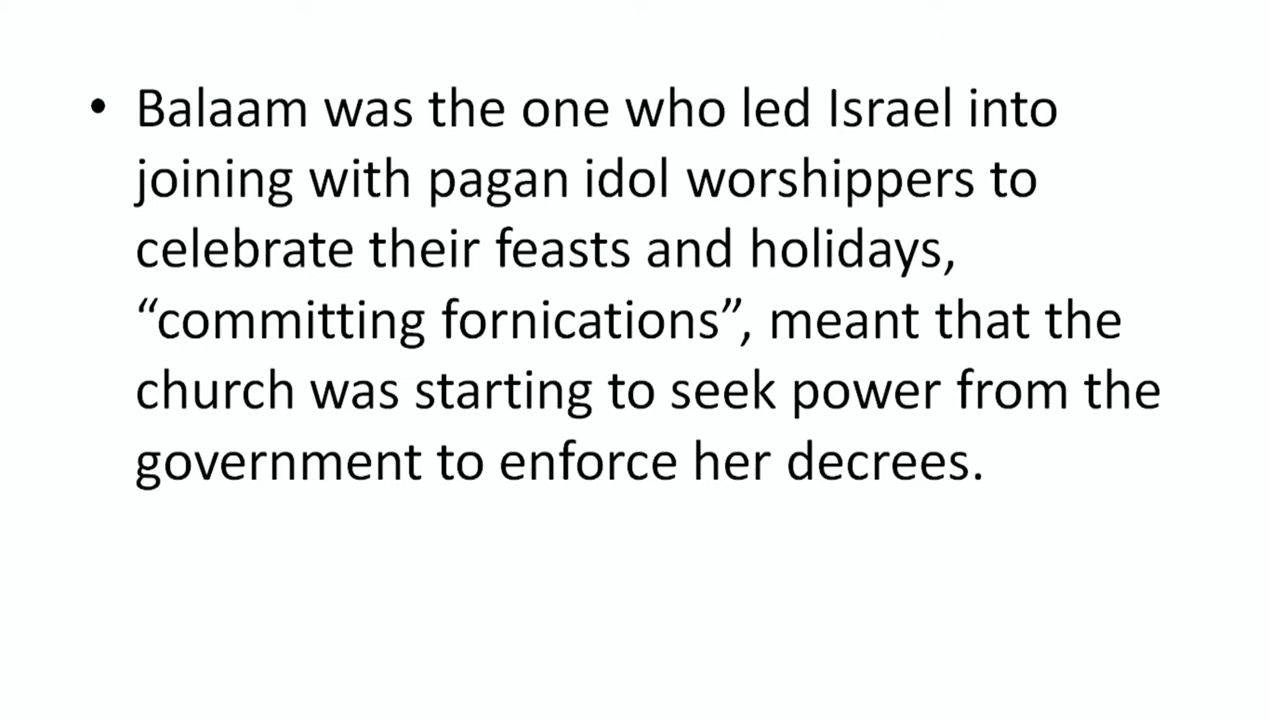 • Balaam was the one who led Israel into
joining with pagan idol worshippers to
celebrate their feasts and holidays,
“committing fornications”, meant that the
church was starting to seek power from the
government to enforce her decrees.